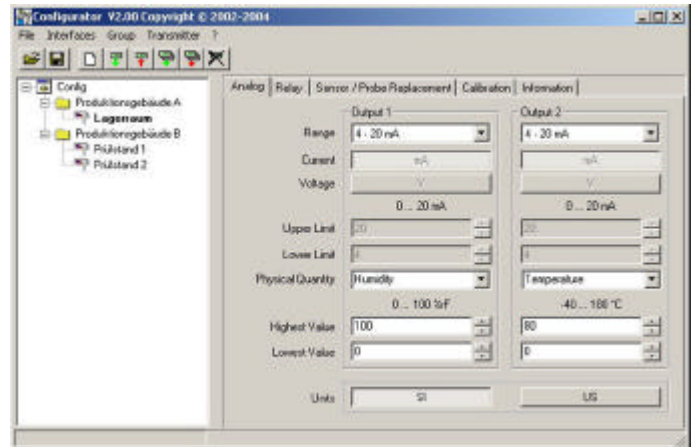 Configurator V2.00 Copyright © 2002-2004
File Interfaces Group Transmitter ?
Config
Produktionsgebäude A
Lagerraum
Produktionsgebäude B
Prüfstand 1
Prüfstand 2
Analog Relay Sensor / Probe Replacement Calibration Information
Output 1 Output 2
Range 4 - 20 mA 4 - 20 mA
Current mA mA
Voltage V V
0 ... 20 mA 0 ... 20 mA
Upper Limit 20 20
Lower Limit 4 4
Physical Quantity Humidity Temperature
0 ... 100 %rF -40 ... 180 °C
Highest Value 100 80
Lowest Value 0 0
Units SI US